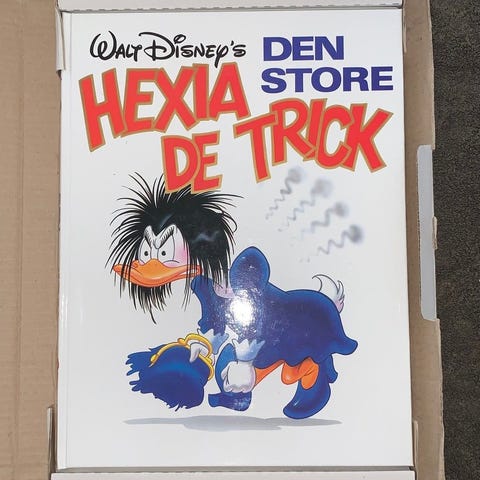 WALT DISNEY'S DEN
STORE
HEXIA
DE TRICK